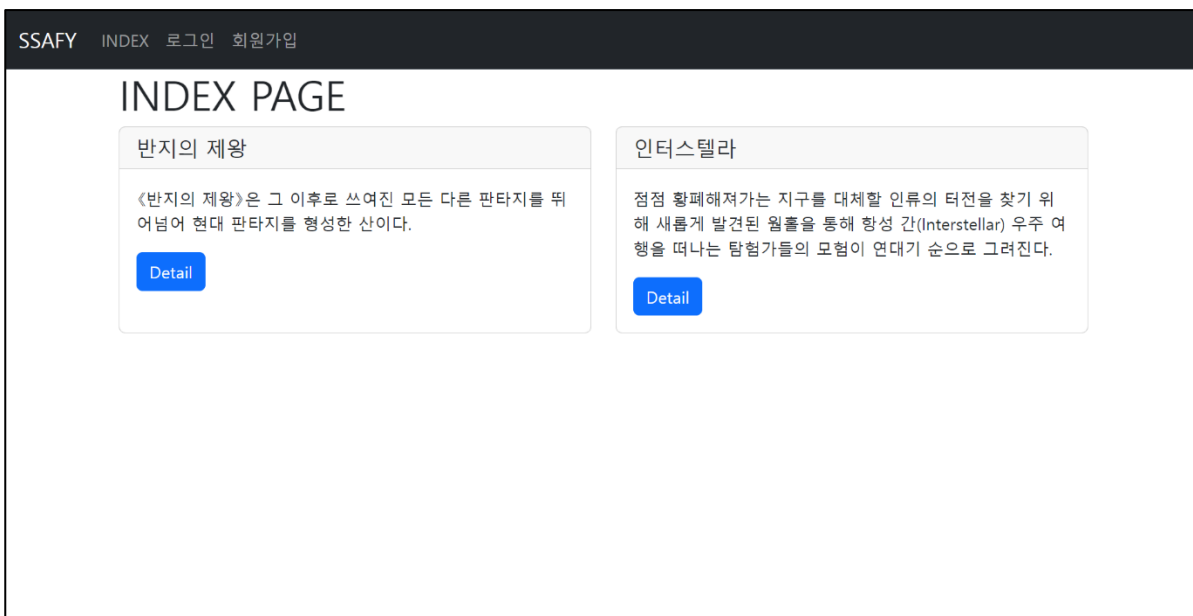 SSAFY INDEX 로그인 회원가입
INDEX PAGE
반지의 제왕
《반지의 제왕》은 그 이후로 쓰여진 모든 다른 판타지를 뛰
어넘어 현대 판타지를 형성한 산이다.
Detail
인터스텔라
점점 황폐해져가는 지구를 대체할 인류의 터전을 찾기 위
해 새롭게 발견된 웜홀을 통해 항성 간(Interstellar) 우주 여
행을 떠나는 탐험가들의 모험이 연대기 순으로 그려진다.
Detail